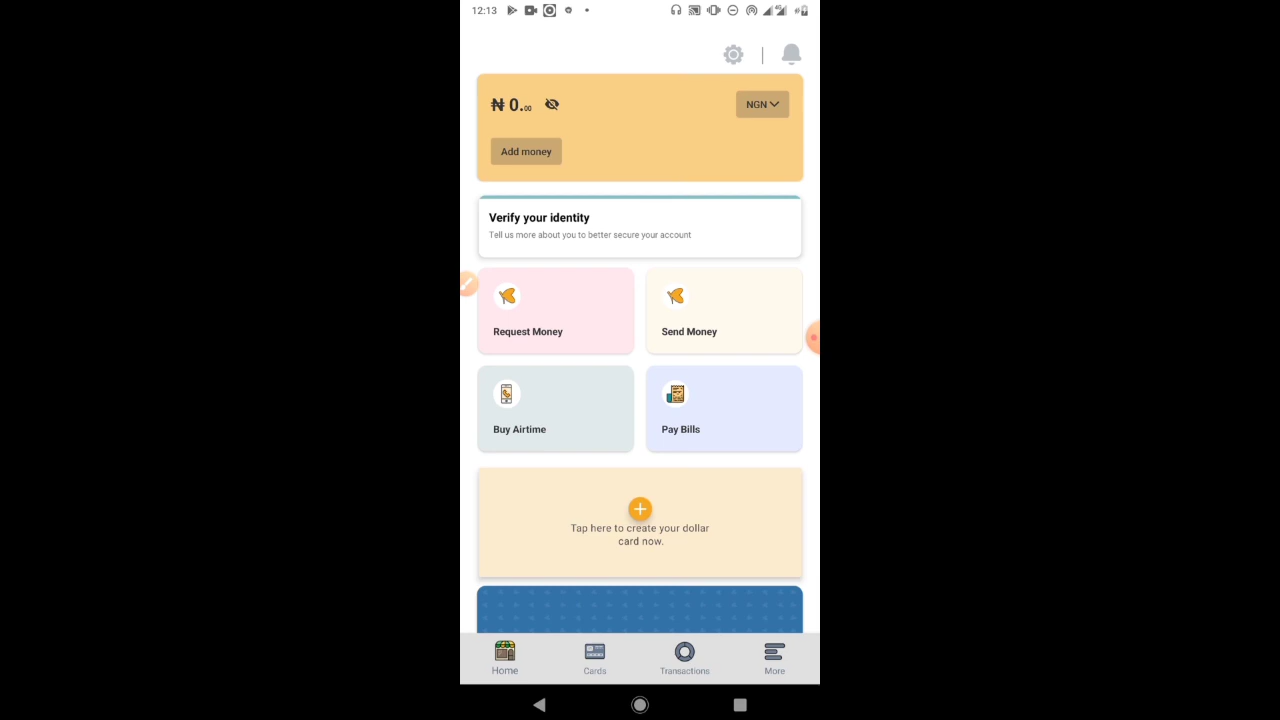 12:13
₦ 0.00
NGN
Add money
Verify your identity
Tell us more about you to better secure your account
Request Money
Send Money
Buy Airtime
Pay Bills
Tap here to create your dollar
card now.
Home
Cards
Transactions
More